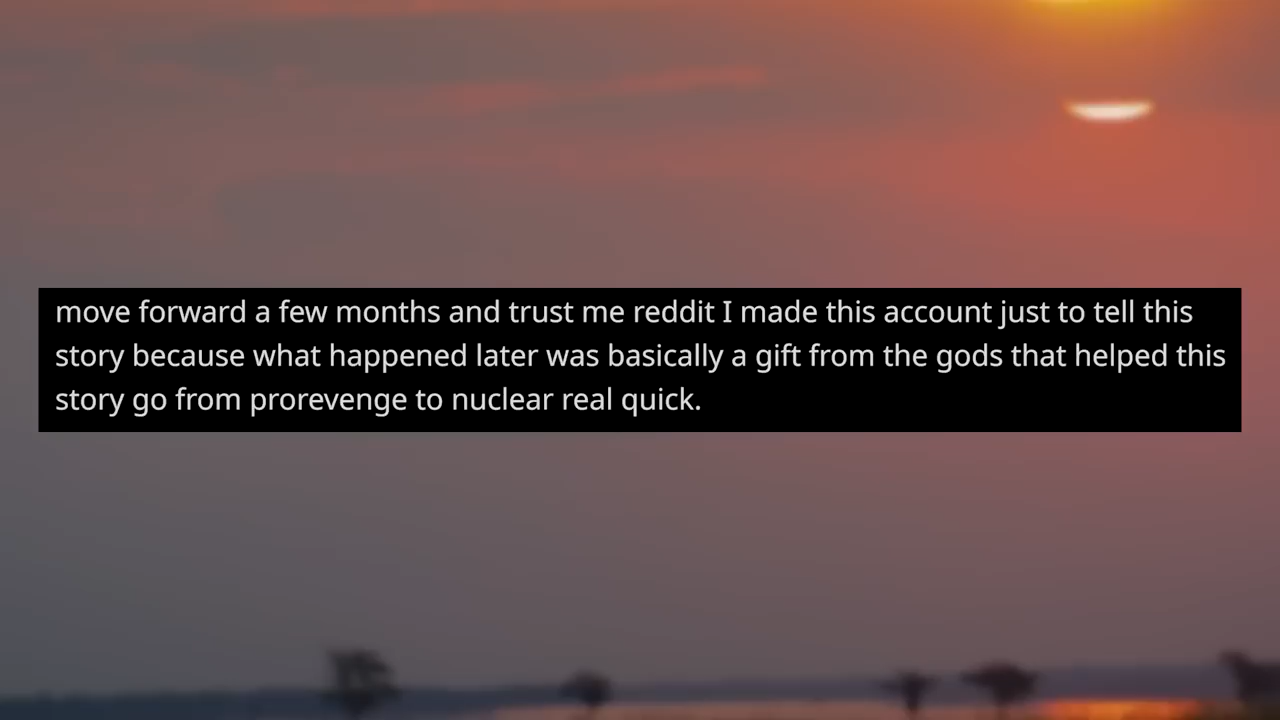 move forward a few months and trust me reddit I made this account just to tell this
story because what happened later was basically a gift from the gods that helped this
story go from prorevenge to nuclear real quick.